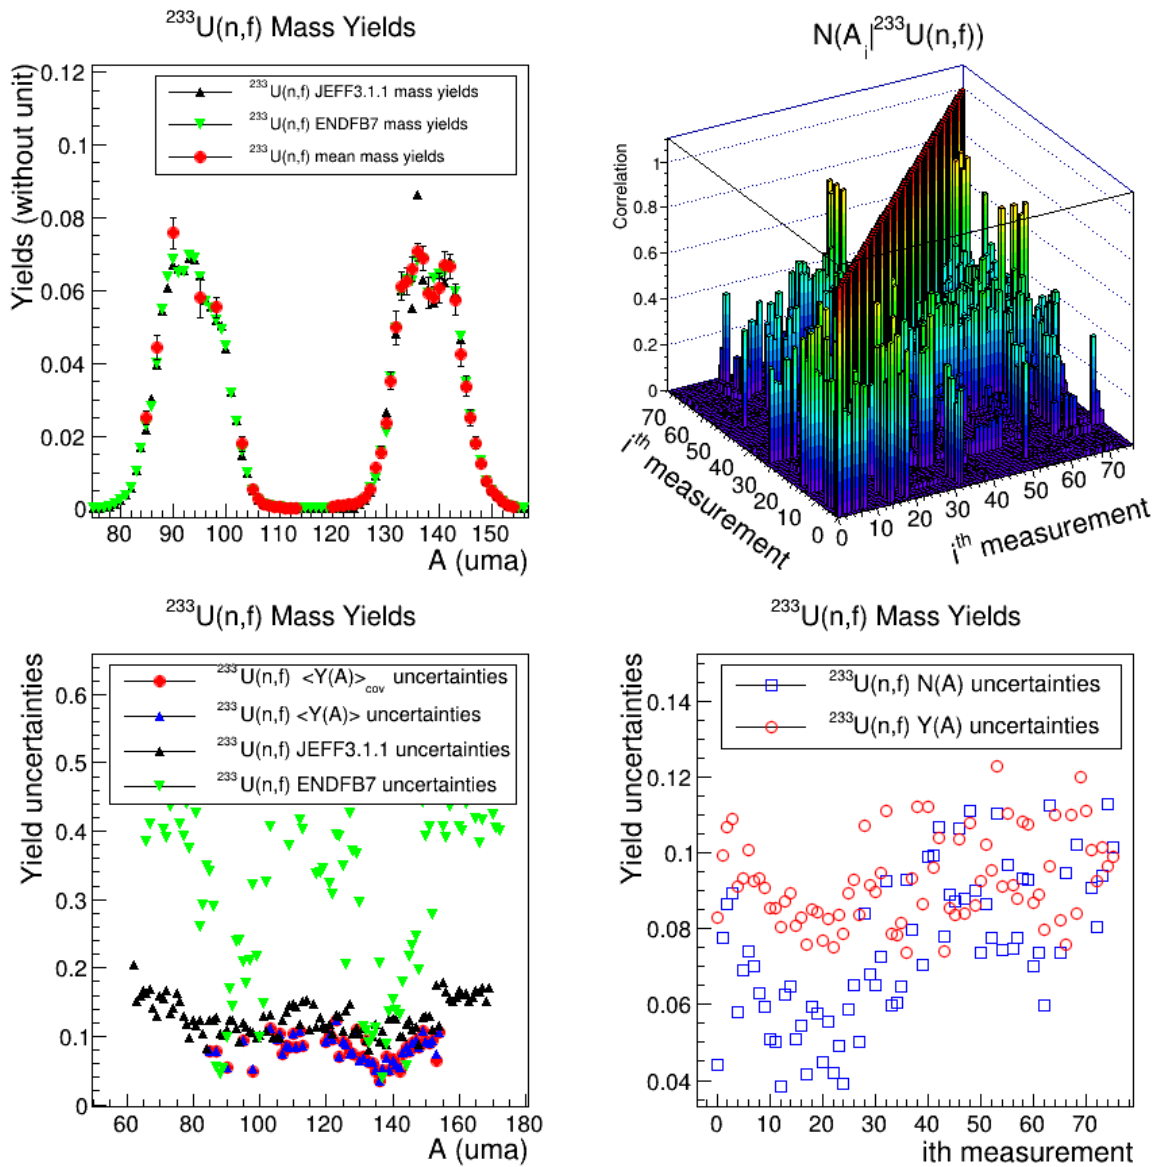 ²³³U(n,f) Mass Yields
Yields (without unit)
0.12
0.1
0.08
0.06
0.04
0.02
0
²³³U(n,f) JEFF3.1.1 mass yields
²³³U(n,f) ENDFB7 mass yields
²³³U(n,f) mean mass yields
80 90 100 110 120 130 140 150
A (uma)
N(Aᵢ|²³³U(n,f))
Correlation
1
0.8
0.6
0.4
0.2
0
70 60 50 40 30 20 10 0
iᵗʰ measurement
0 10 20 30 40 50 60 70
iᵗʰ measurement
²³³U(n,f) Mass Yields
Yield uncertainties
0.6
0.5
0.4
0.3
0.2
0.1
0
²³³U(n,f) <Y(A)>cov uncertainties
²³³U(n,f) <Y(A)> uncertainties
²³³U(n,f) JEFF3.1.1 uncertainties
²³³U(n,f) ENDFB7 uncertainties
60 80 100 120 140 160 180
A (uma)
²³³U(n,f) Mass Yields
Yield uncertainties
0.14
0.12
0.1
0.08
0.06
0.04
²³³U(n,f) N(A) uncertainties
²³³U(n,f) Y(A) uncertainties
0 10 20 30 40 50 60 70
ith measurement